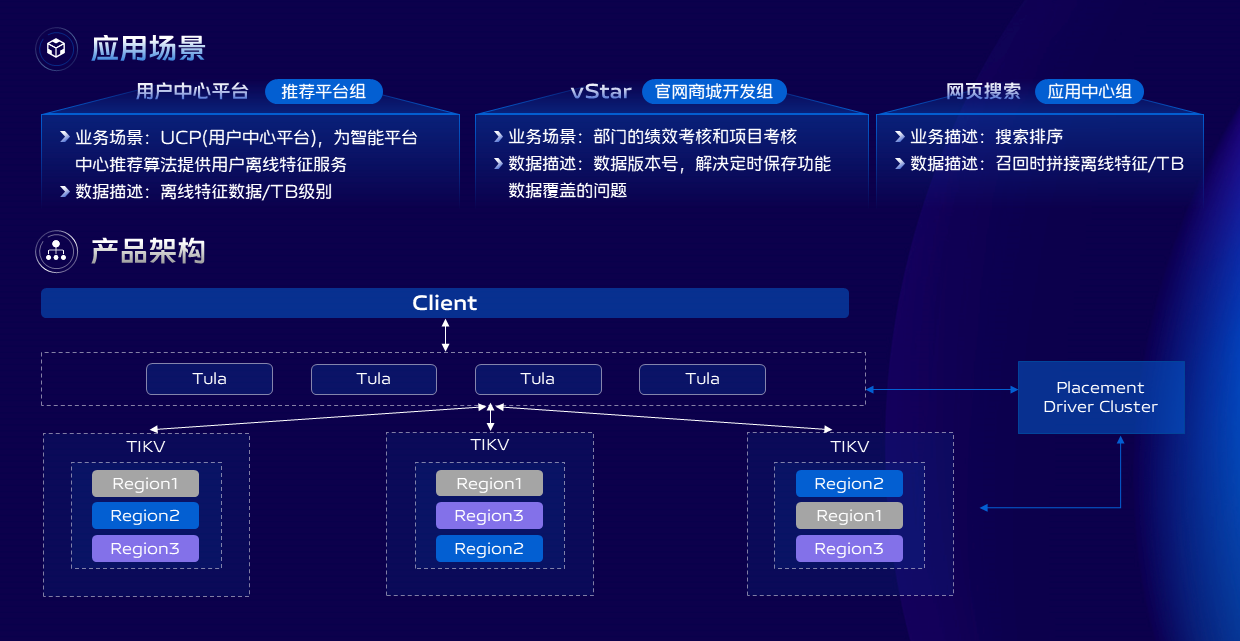 应用场景
用户中心平台 推荐平台组
业务场景：UCP(用户中心平台)，为智能平台
中心推荐算法提供用户离线特征服务
数据描述：离线特征数据/TB级别
vStar 官网商城开发组
业务场景：部门的绩效考核和项目考核
数据描述：数据版本号，解决定时保存功能
数据覆盖的问题
网页搜索 应用中心组
业务描述：搜索排序
数据描述：召回时拼接离线特征/TB
产品架构
Client
Tula Tula Tula Tula
Placement
Driver Cluster
TIKV
Region1
Region2
Region3
TIKV
Region1
Region3
Region2
TIKV
Region2
Region1
Region3